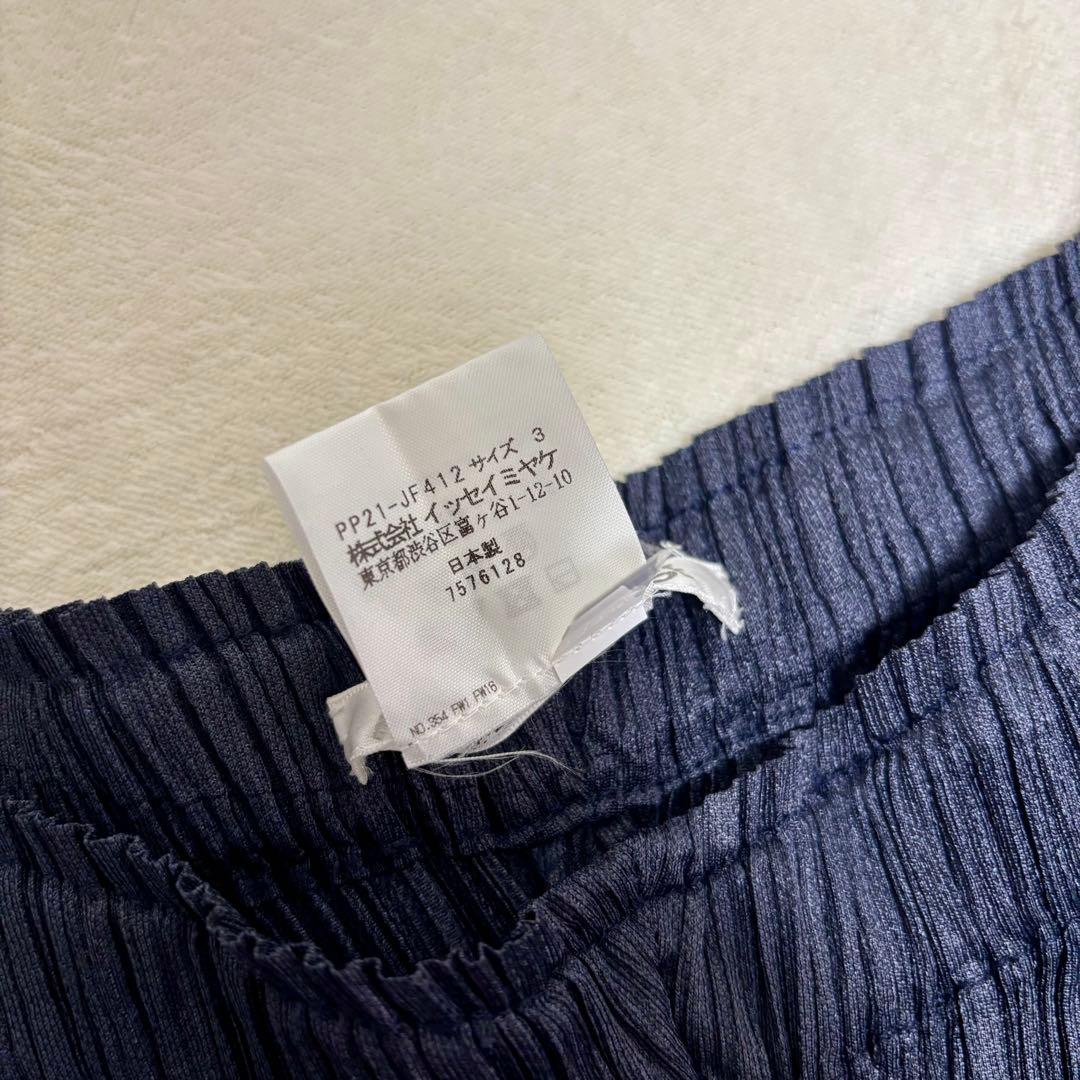 PP21-JF412 サイズ 3
株式会社 イッセイミヤケ
東京都渋谷区富ヶ谷1-12-10
日本製
7576128
NO.354 FW1 FW16